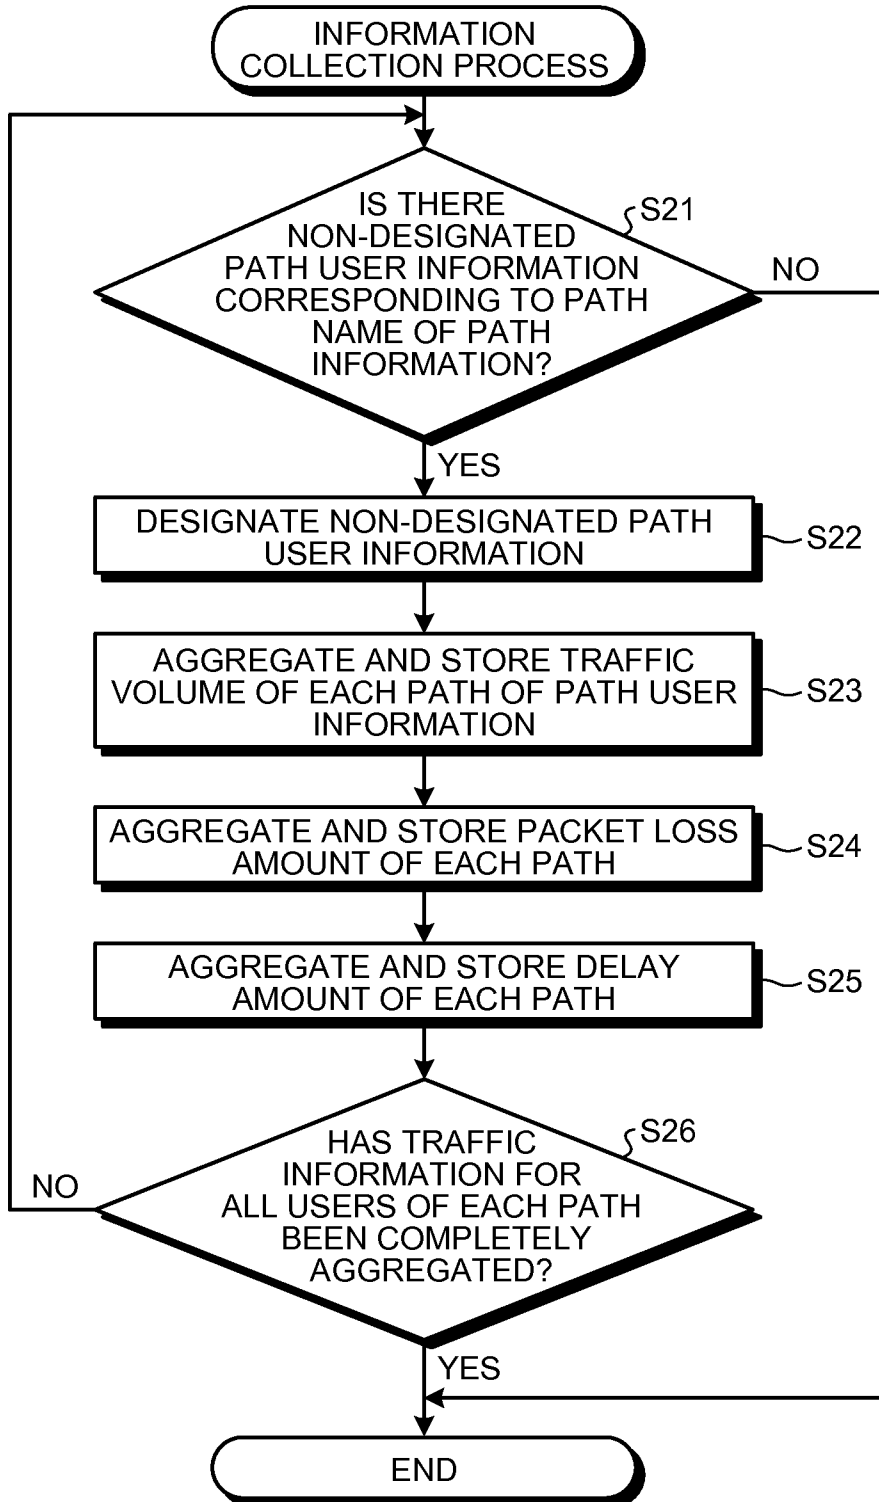 INFORMATION
COLLECTION PROCESS
IS THERE
NON-DESIGNATED
PATH USER INFORMATION
CORRESPONDING TO PATH
NAME OF PATH
INFORMATION?
S21
NO
YES
DESIGNATE NON-DESIGNATED PATH
USER INFORMATION
S22
AGGREGATE AND STORE TRAFFIC
VOLUME OF EACH PATH OF PATH USER
INFORMATION
S23
AGGREGATE AND STORE PACKET LOSS
AMOUNT OF EACH PATH
S24
AGGREGATE AND STORE DELAY
AMOUNT OF EACH PATH
S25
HAS TRAFFIC
INFORMATION FOR
ALL USERS OF EACH PATH
BEEN COMPLETELY
AGGREGATED?
S26
NO
YES
END